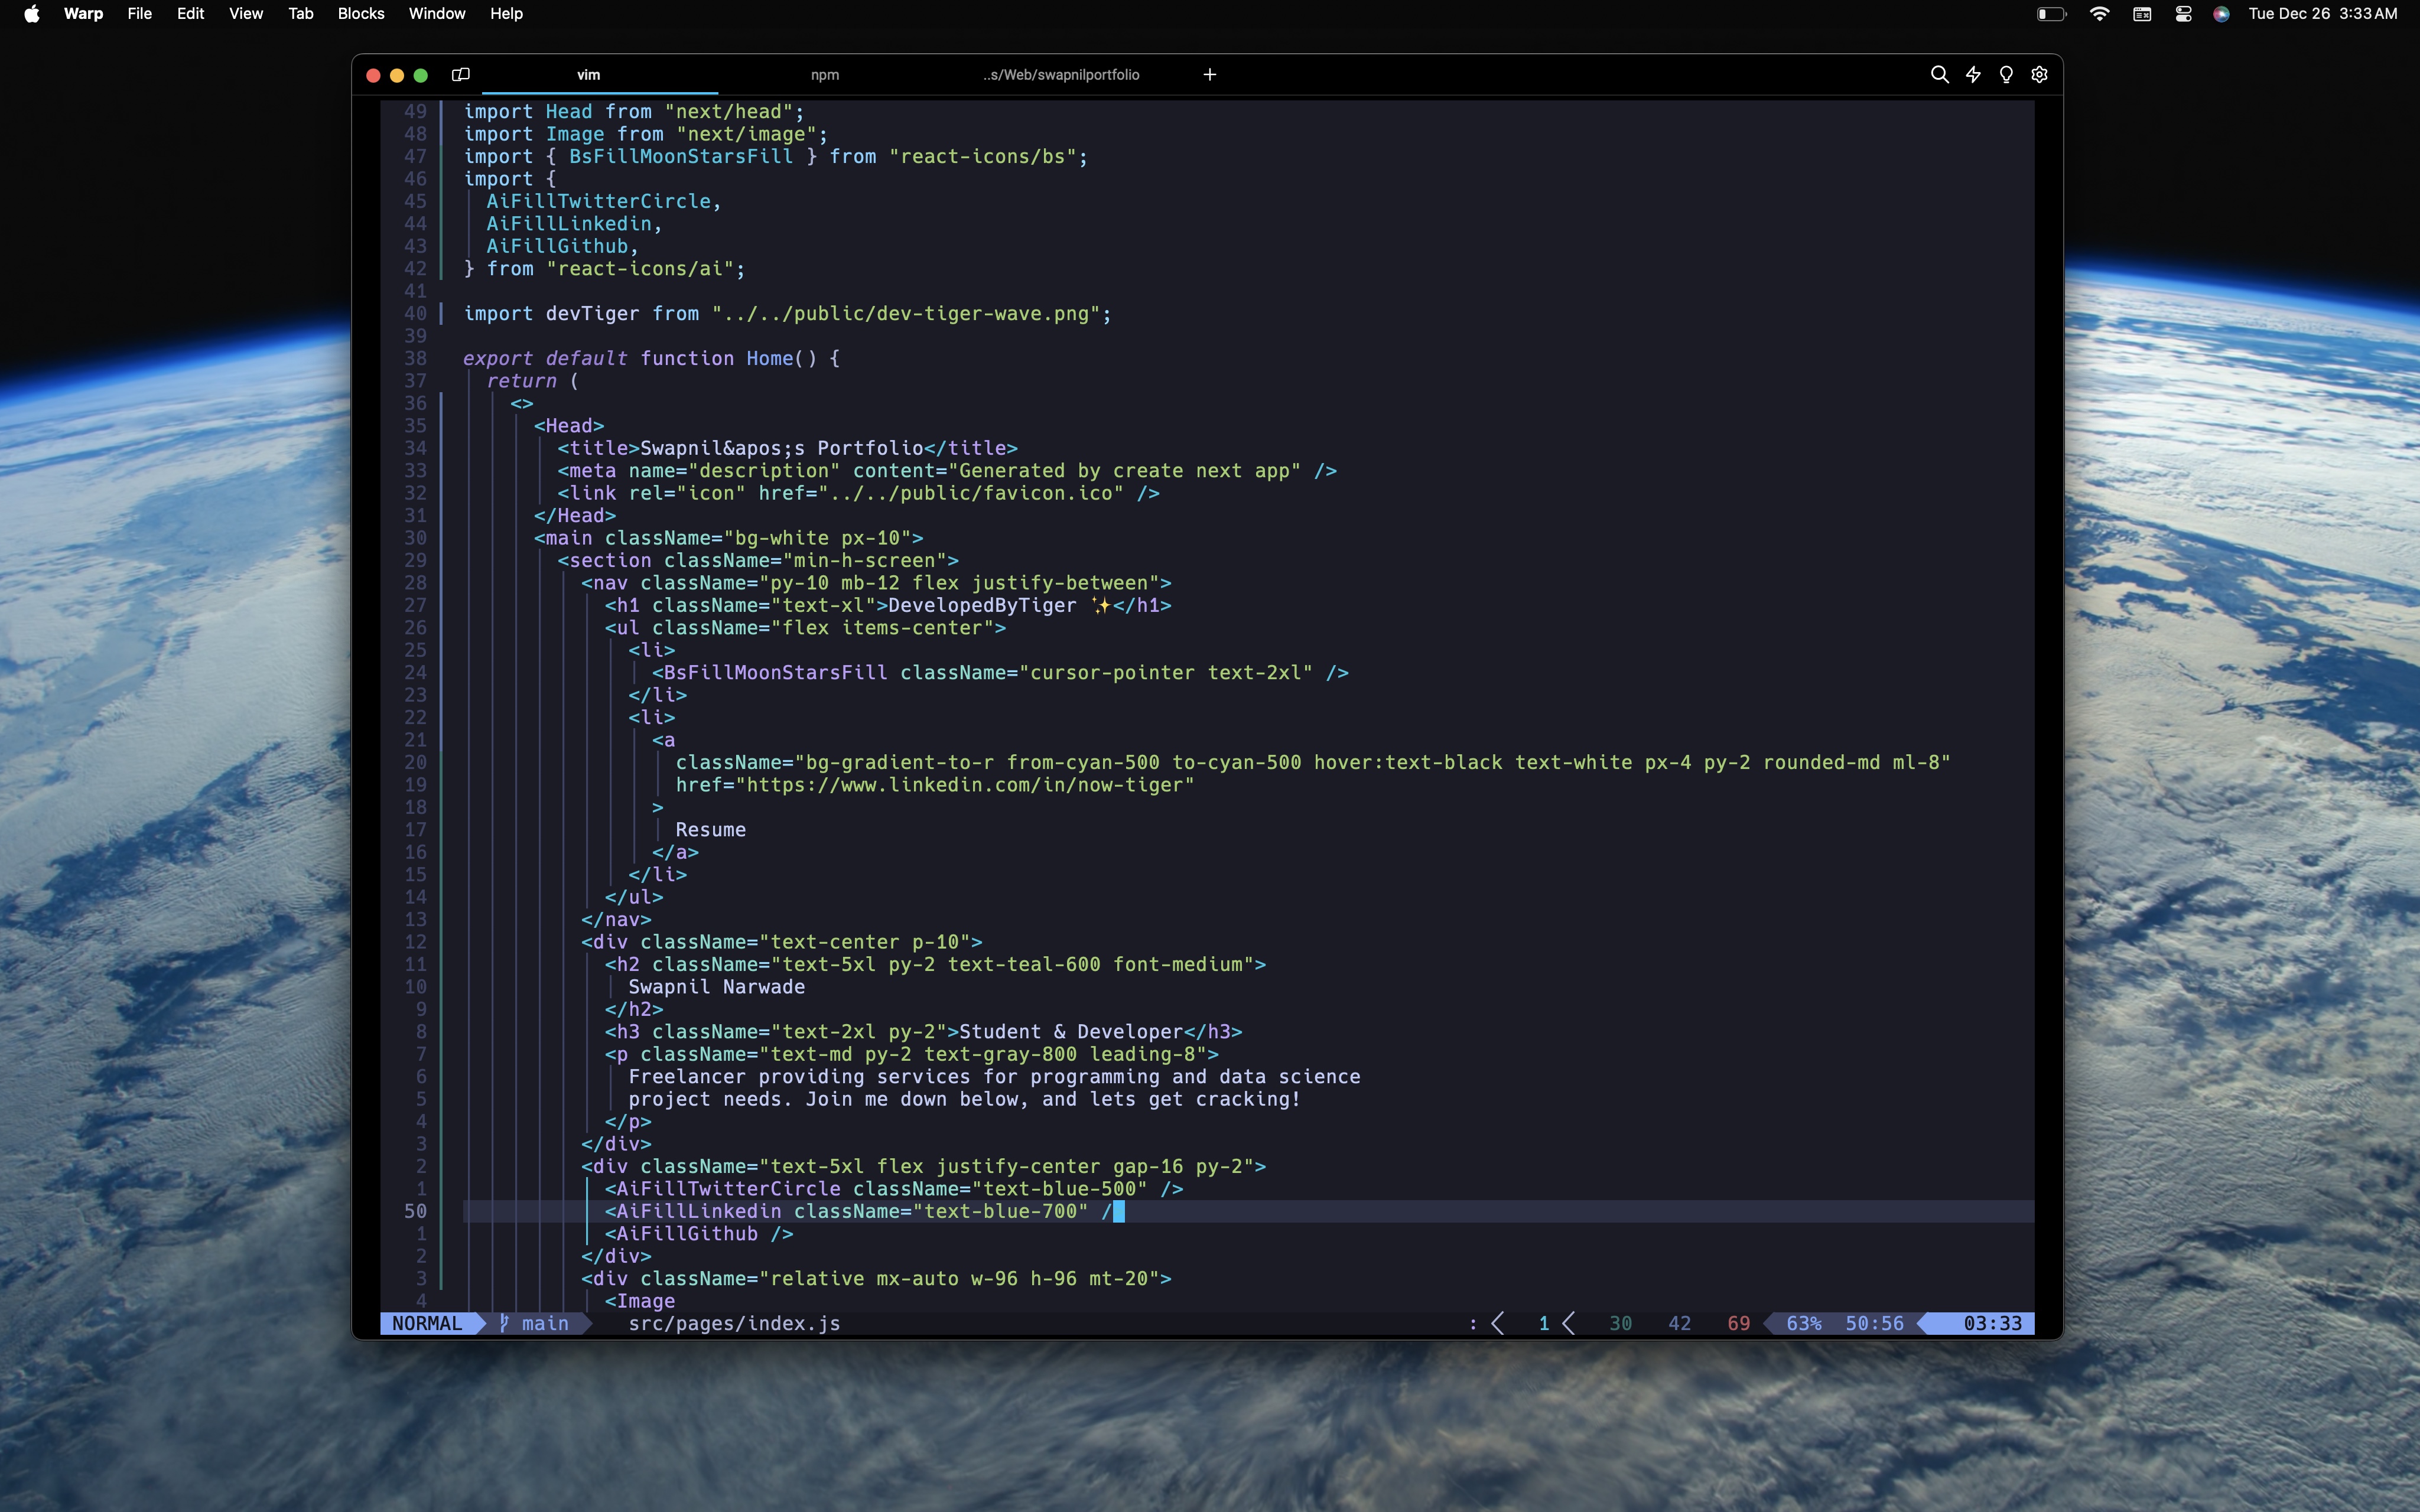 Warp File Edit View Tab Blocks Window Help Tue Dec 26 3:33 AM
vim npm ..s/Web/swapnilportfolio +
49 import Head from "next/head";
48 import Image from "next/image";
47 import { BsFillMoonStarsFill } from "react-icons/bs";
46 import {
45 AiFillTwitterCircle,
44 AiFillLinkedin,
43 AiFillGithub,
42 } from "react-icons/ai";
41
40 import devTiger from "../../public/dev-tiger-wave.png";
39
38 export default function Home() {
37 return (
36 <>
35 <Head>
34 <title>Swapnil&apos;s Portfolio</title>
33 <meta name="description" content="Generated by create next app" />
32 <link rel="icon" href="../../public/favicon.ico" />
31 </Head>
30 <main className="bg-white px-10">
29 <section className="min-h-screen">
28 <nav className="py-10 mb-12 flex justify-between">
27 <h1 className="text-xl">DevelopedByTiger ✨</h1>
26 <ul className="flex items-center">
25 <li>
24 <BsFillMoonStarsFill className="cursor-pointer text-2xl" />
23 </li>
22 <li>
21 <a
20 className="bg-gradient-to-r from-cyan-500 to-cyan-500 hover:text-black text-white px-4 py-2 rounded-md ml-8"
19 href="https://www.linkedin.com/in/now-tiger"
18 >
17 Resume
16 </a>
15 </li>
14 </ul>
13 </nav>
12 <div className="text-center p-10">
11 <h2 className="text-5xl py-2 text-teal-600 font-medium">
10 Swapnil Narwade
9 </h2>
8 <h3 className="text-2xl py-2">Student & Developer</h3>
7 <p className="text-md py-2 text-gray-800 leading-8">
6 Freelancer providing services for programming and data science
5 project needs. Join me down below, and lets get cracking!
4 </p>
3 </div>
2 <div className="text-5xl flex justify-center gap-16 py-2">
1 <AiFillTwitterCircle className="text-blue-500" />
50 <AiFillLinkedin className="text-blue-700" /
1 <AiFillGithub />
2 </div>
3 <div className="relative mx-auto w-96 h-96 mt-20">
4 <Image
NORMAL main src/pages/index.js : 1 30 42 69 63% 50:56 03:33